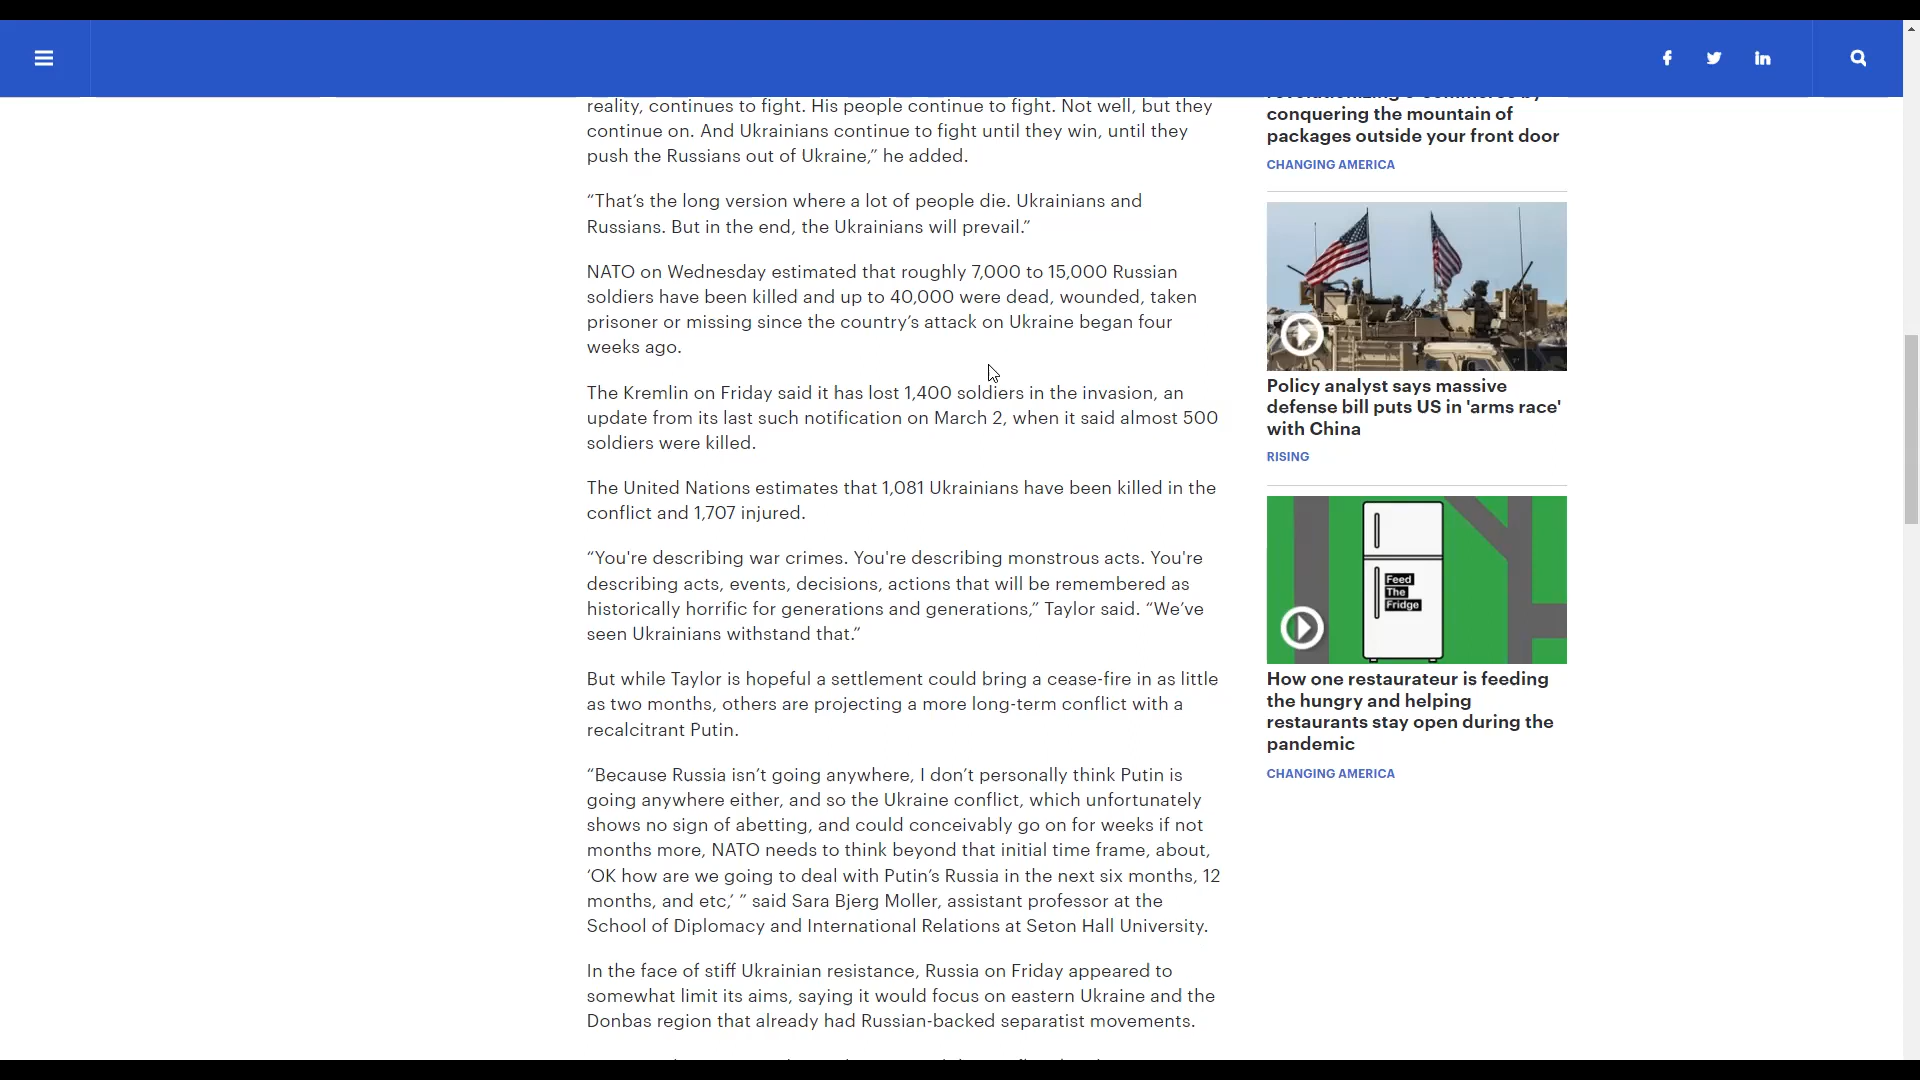 reality, continues to fight. His people continue to fight. Not well, but they
continue on. And Ukrainians continue to fight until they win, until they
push the Russians out of Ukraine,” he added.
“That’s the long version where a lot of people die. Ukrainians and
Russians. But in the end, the Ukrainians will prevail.”
NATO on Wednesday estimated that roughly 7,000 to 15,000 Russian
soldiers have been killed and up to 40,000 were dead, wounded, taken
prisoner or missing since the country’s attack on Ukraine began four
weeks ago.
The Kremlin on Friday said it has lost 1,400 soldiers in the invasion, an
update from its last such notification on March 2, when it said almost 500
soldiers were killed.
The United Nations estimates that 1,081 Ukrainians have been killed in the
conflict and 1,707 injured.
“You're describing war crimes. You're describing monstrous acts. You're
describing acts, events, decisions, actions that will be remembered as
historically horrific for generations and generations,” Taylor said. “We’ve
seen Ukrainians withstand that.”
But while Taylor is hopeful a settlement could bring a cease-fire in as little
as two months, others are projecting a more long-term conflict with a
recalcitrant Putin.
“Because Russia isn’t going anywhere, I don’t personally think Putin is
going anywhere either, and so the Ukraine conflict, which unfortunately
shows no sign of abetting, and could conceivably go on for weeks if not
months more, NATO needs to think beyond that initial time frame, about,
‘OK how are we going to deal with Putin’s Russia in the next six months, 12
months, and etc,’ ” said Sara Bjerg Moller, assistant professor at the
School of Diplomacy and International Relations at Seton Hall University.
In the face of stiff Ukrainian resistance, Russia on Friday appeared to
somewhat limit its aims, saying it would focus on eastern Ukraine and the
Donbas region that already had Russian-backed separatist movements.
conquering the mountain of
packages outside your front door
CHANGING AMERICA
Policy analyst says massive
defense bill puts US in 'arms race'
with China
RISING
Feed
The
Fridge
How one restaurateur is feeding
the hungry and helping
restaurants stay open during the
pandemic
CHANGING AMERICA